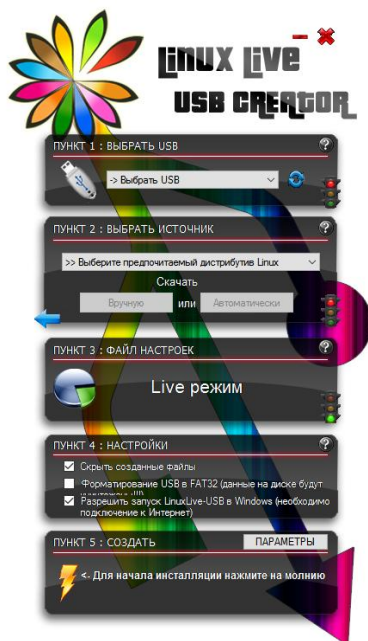 Linux Live
USB CREATOR
ПУНКТ 1 : ВЫБРАТЬ USB
?
-> Выбрать USB
ПУНКТ 2 : ВЫБРАТЬ ИСТОЧНИК
?
>> Выберите предпочитаемый дистрибутив Linux
Скачать
Вручную или Автоматически
ПУНКТ 3 : ФАЙЛ НАСТРОЕК
?
Live режим
ПУНКТ 4 : НАСТРОЙКИ
?
Скрыть созданные файлы
Форматирование USB в FAT32 (данные на диске будут
Разрешить запуск LinuxLive-USB в Windows (необходимо
подключение к Интернет)
ПУНКТ 5 : СОЗДАТЬ ПАРАМЕТРЫ
<- Для начала инсталляции нажмите на молнию